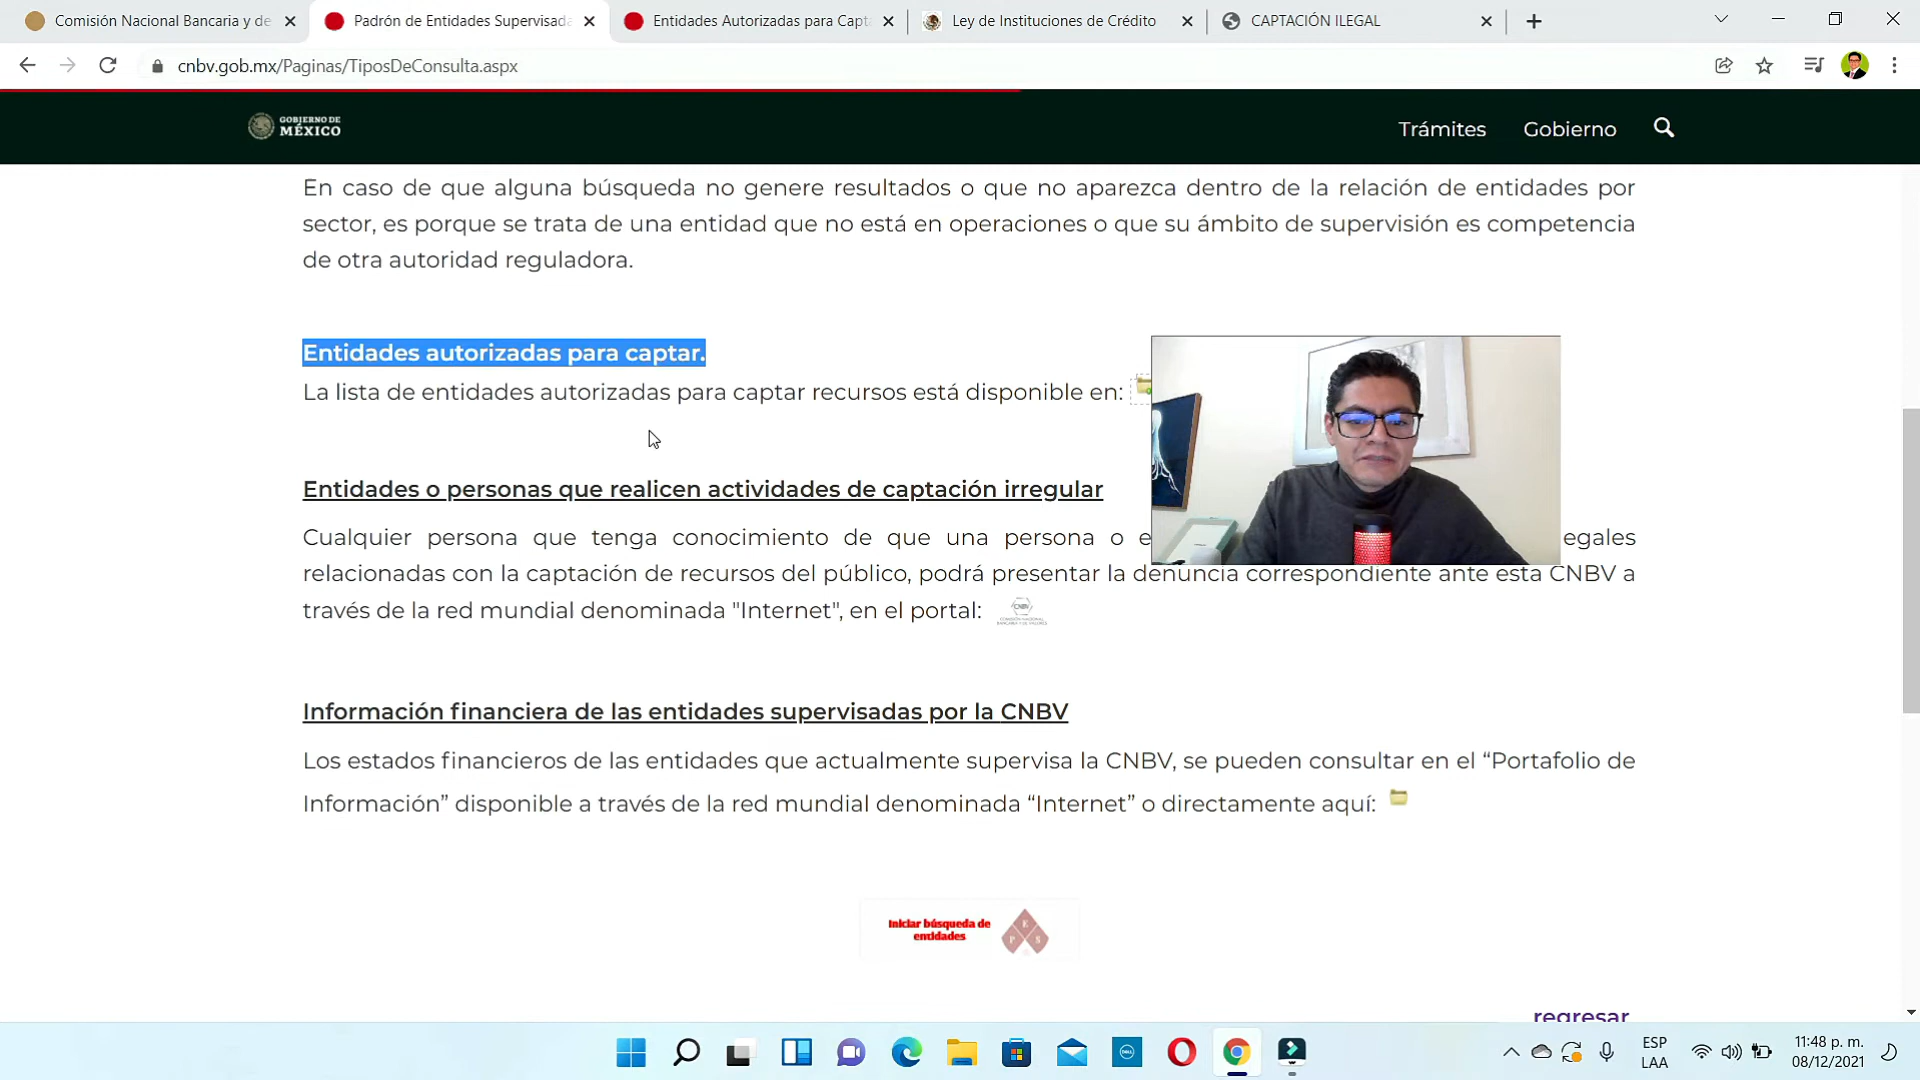 Comisión Nacional Bancaria y de
Padrón de Entidades Supervisada
Entidades Autorizadas para Capta
Ley de Instituciones de Crédito
CAPTACIÓN ILEGAL
cnbv.gob.mx/Paginas/TiposDeConsulta.aspx
GOBIERNO DE
MÉXICO
Trámites
Gobierno
En caso de que alguna búsqueda no genere resultados o que no aparezca dentro de la relación de entidades por
sector, es porque se trata de una entidad que no está en operaciones o que su ámbito de supervisión es competencia
de otra autoridad reguladora.
Entidades autorizadas para captar.
La lista de entidades autorizadas para captar recursos está disponible en:
Entidades o personas que realicen actividades de captación irregular
Cualquier persona que tenga conocimiento de que una persona o e egales
relacionadas con la captación de recursos del público, podrá presentar la denuncia correspondiente ante esta CNBV a
través de la red mundial denominada "Internet", en el portal:
CNBV
COMISIÓN NACIONAL
BANCARIA Y DE VALORES
Información financiera de las entidades supervisadas por la CNBV
Los estados financieros de las entidades que actualmente supervisa la CNBV, se pueden consultar en el “Portafolio de
Información” disponible a través de la red mundial denominada “Internet” o directamente aquí:
Iniciar búsqueda de
entidades
P E S
regresar
DELL
ESP
LAA
11:48 p. m.
08/12/2021